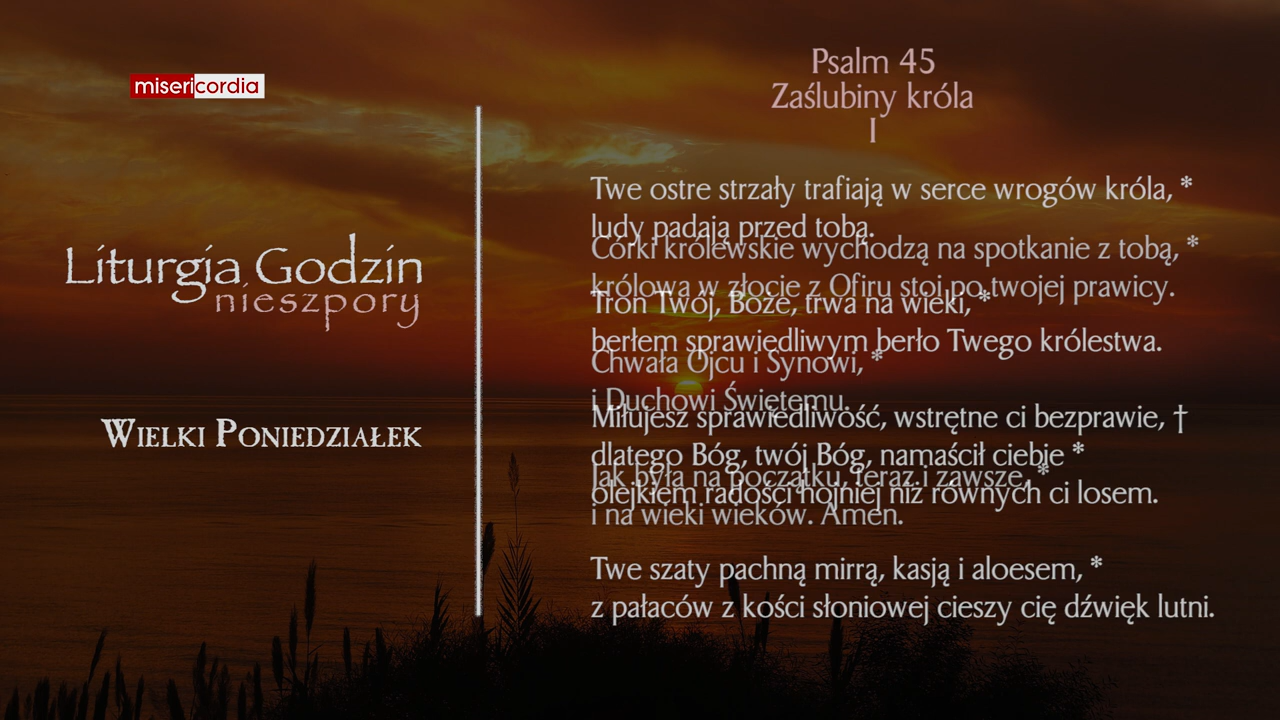 misericordia
Liturgia Godzin
nieszpory
Wielki Poniedziałek
Psalm 45
Zaślubiny króla
I
Twe ostre strzały trafiają w serce wrogów króla, *
ludy padają przed tobą.
Córki królewskie wychodzą na spotkanie z tobą, *
królowa w złocie z Ofiru stoi po twojej prawicy.
Tron Twój, Boże, trwa na wieki, *
berłem sprawiedliwym berło Twego królestwa.
Chwała Ojcu i Synowi, *
i Duchowi Świętemu.
Miłujesz sprawiedliwość, wstrętne ci bezprawie, †
dlatego Bóg, twój Bóg, namaścił ciebie *
Jak była na początku, teraz i zawsze, *
olejkiem radości hojniej niż równych ci losem.
i na wieki wieków. Amen.
Twe szaty pachną mirrą, kasją i aloesem, *
z pałaców z kości słoniowej cieszy cię dźwięk lutni.